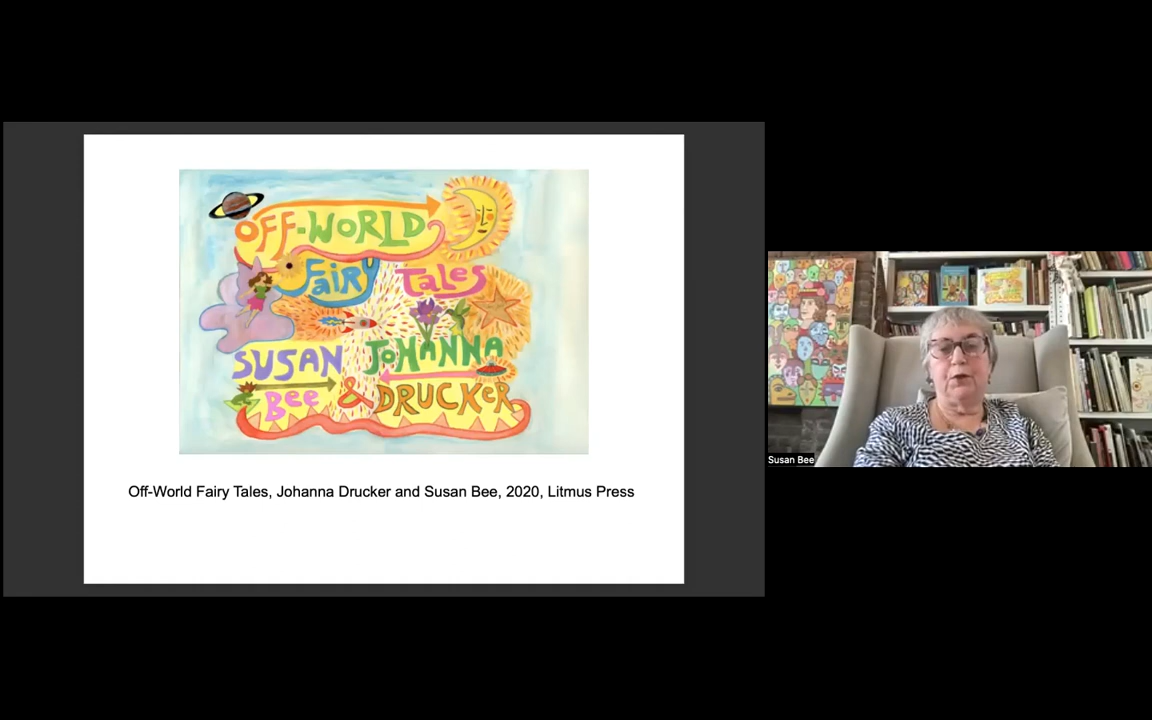 OFF-WORLD
Fairy Tales
SUSAN JOHANNA
Bee & DRUCKER
Off-World Fairy Tales, Johanna Drucker and Susan Bee, 2020, Litmus Press
Susan Bee